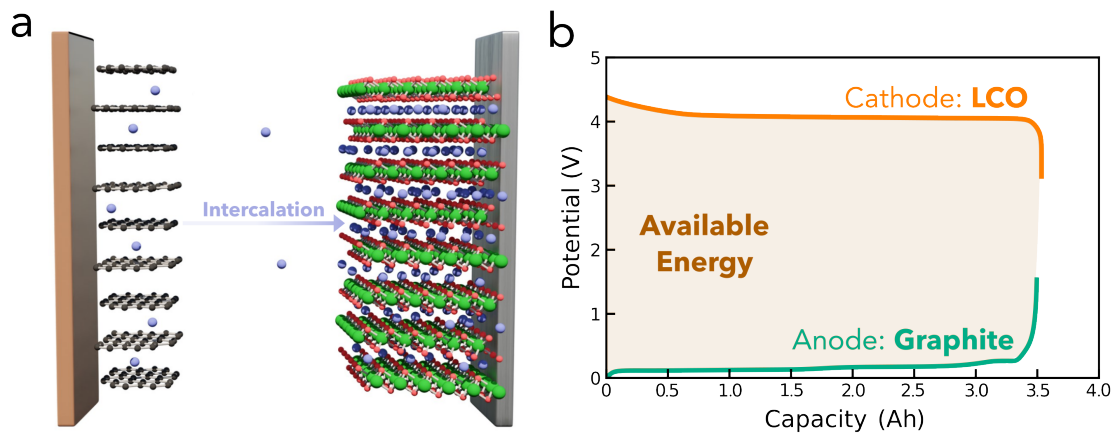 a
Intercalation
b
Potential (V)
5
4
3
2
1
0
Cathode: LCO
Available
Energy
Anode: Graphite
0 0.5 1.0 1.5 2.0 2.5 3.0 3.5 4.0
Capacity (Ah)